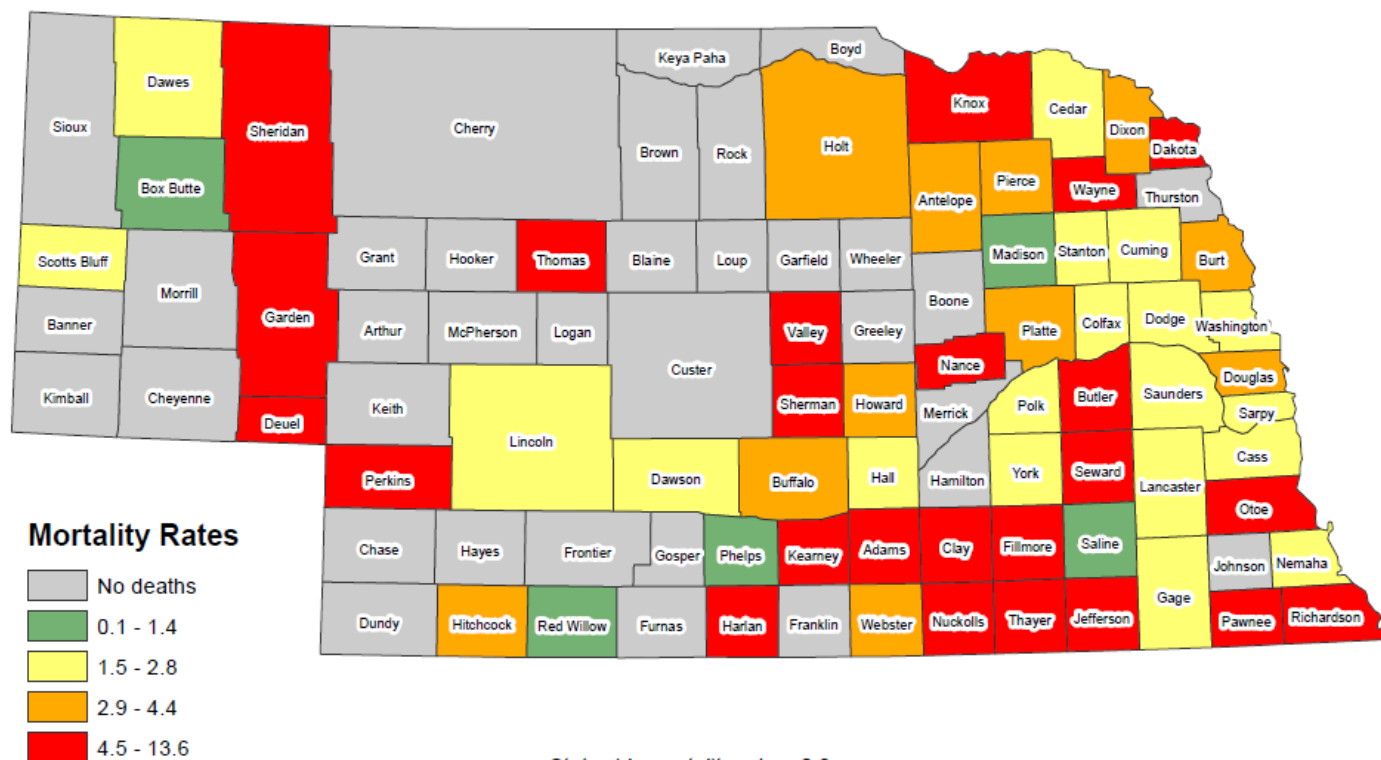 Keya Paha
Boyd
Dawes
Knox
Cedar
Sioux
Sheridan
Cherry
Dixon
Holt
Brown
Rock
Dakota
Box Butte
Pierce
Wayne
Antelope
Thurston
Scotts Bluff
Grant
Hooker
Thomas
Blaine
Loup
Garfield
Wheeler
Madison
Stanton
Cuming
Burt
Morrill
Boone
Banner
Garden
Arthur
McPherson
Logan
Valley
Greeley
Platte
Colfax
Dodge
Washington
Custer
Nance
Douglas
Kimball
Cheyenne
Keith
Sherman
Howard
Merrick
Polk
Butler
Saunders
Sarpy
Deuel
Lincoln
Cass
Perkins
Dawson
Buffalo
Hall
Hamilton
York
Seward
Lancaster
Otoe
Mortality Rates
Chase
Hayes
Frontier
Gosper
Phelps
Kearney
Adams
Clay
Fillmore
Saline
Johnson
Nemaha
No deaths
Gage
0.1 - 1.4
Dundy
Hitchcock
Red Willow
Furnas
Harlan
Franklin
Webster
Nuckolls
Thayer
Jefferson
Pawnee
Richardson
1.5 - 2.8
2.9 - 4.4
4.5 - 13.6